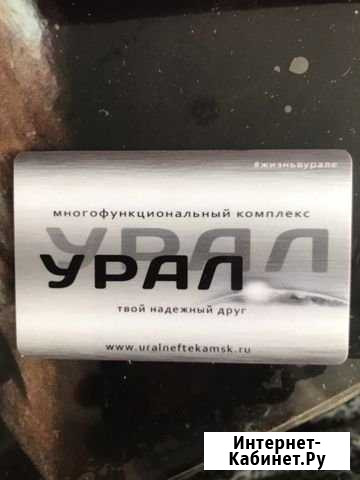 #жизньвурале
многофункциональный комплекс
УРАЛ
УРАЛ
твой надежный друг
www.uralneftekamsk.ru
Интернет-
Кабинет.Ру